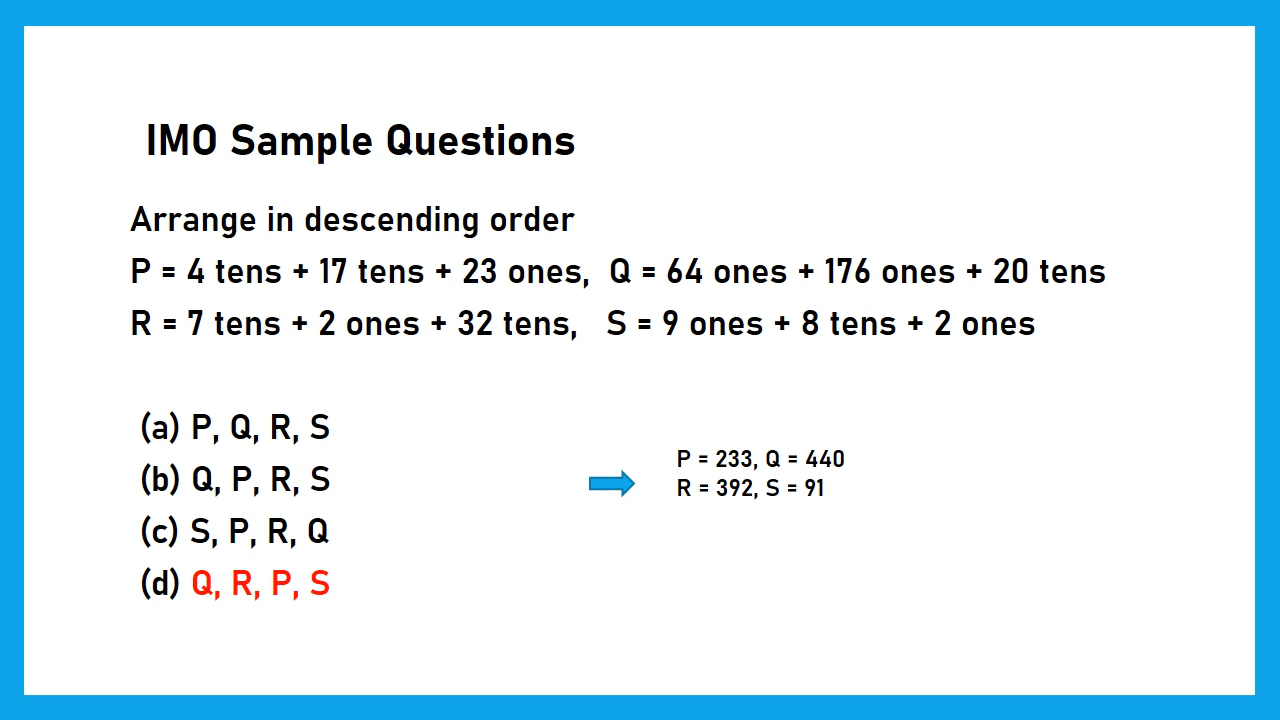 IMO Sample Questions
Arrange in descending order
P = 4 tens + 17 tens + 23 ones, Q = 64 ones + 176 ones + 20 tens
R = 7 tens + 2 ones + 32 tens, S = 9 ones + 8 tens + 2 ones
(a) P, Q, R, S
(b) Q, P, R, S
(c) S, P, R, Q
(d) Q, R, P, S
P = 233, Q = 440
R = 392, S = 91